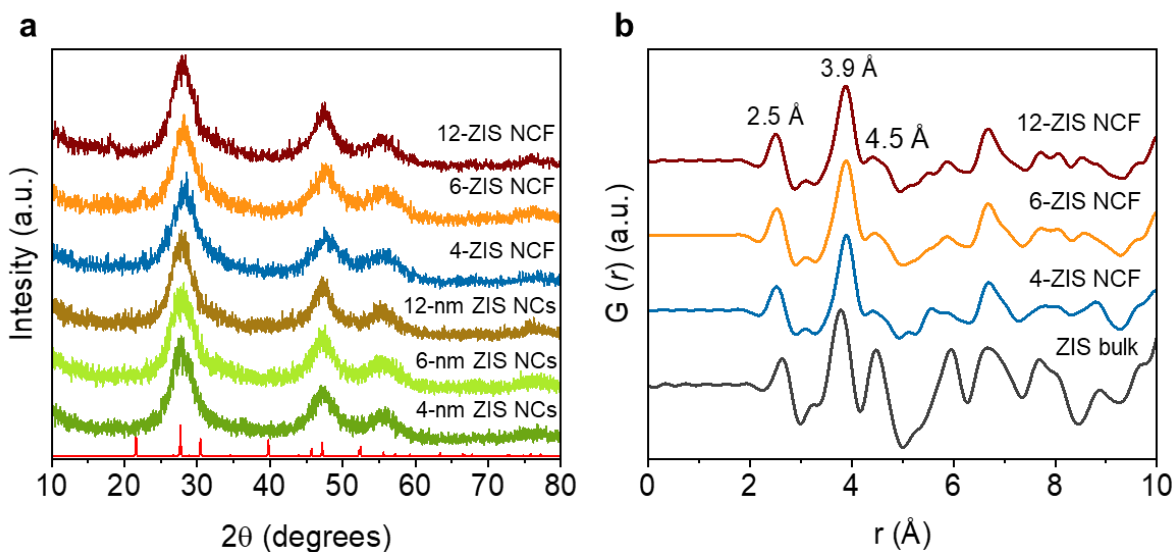 a
12-ZIS NCF
6-ZIS NCF
4-ZIS NCF
12-nm ZIS NCs
6-nm ZIS NCs
4-nm ZIS NCs
Intesity (a.u.)
10 20 30 40 50 60 70 80
2θ (degrees)
b
3.9 Å
2.5 Å
4.5 Å
12-ZIS NCF
6-ZIS NCF
4-ZIS NCF
ZIS bulk
G (r) (a.u.)
0 2 4 6 8 10
r (Å)